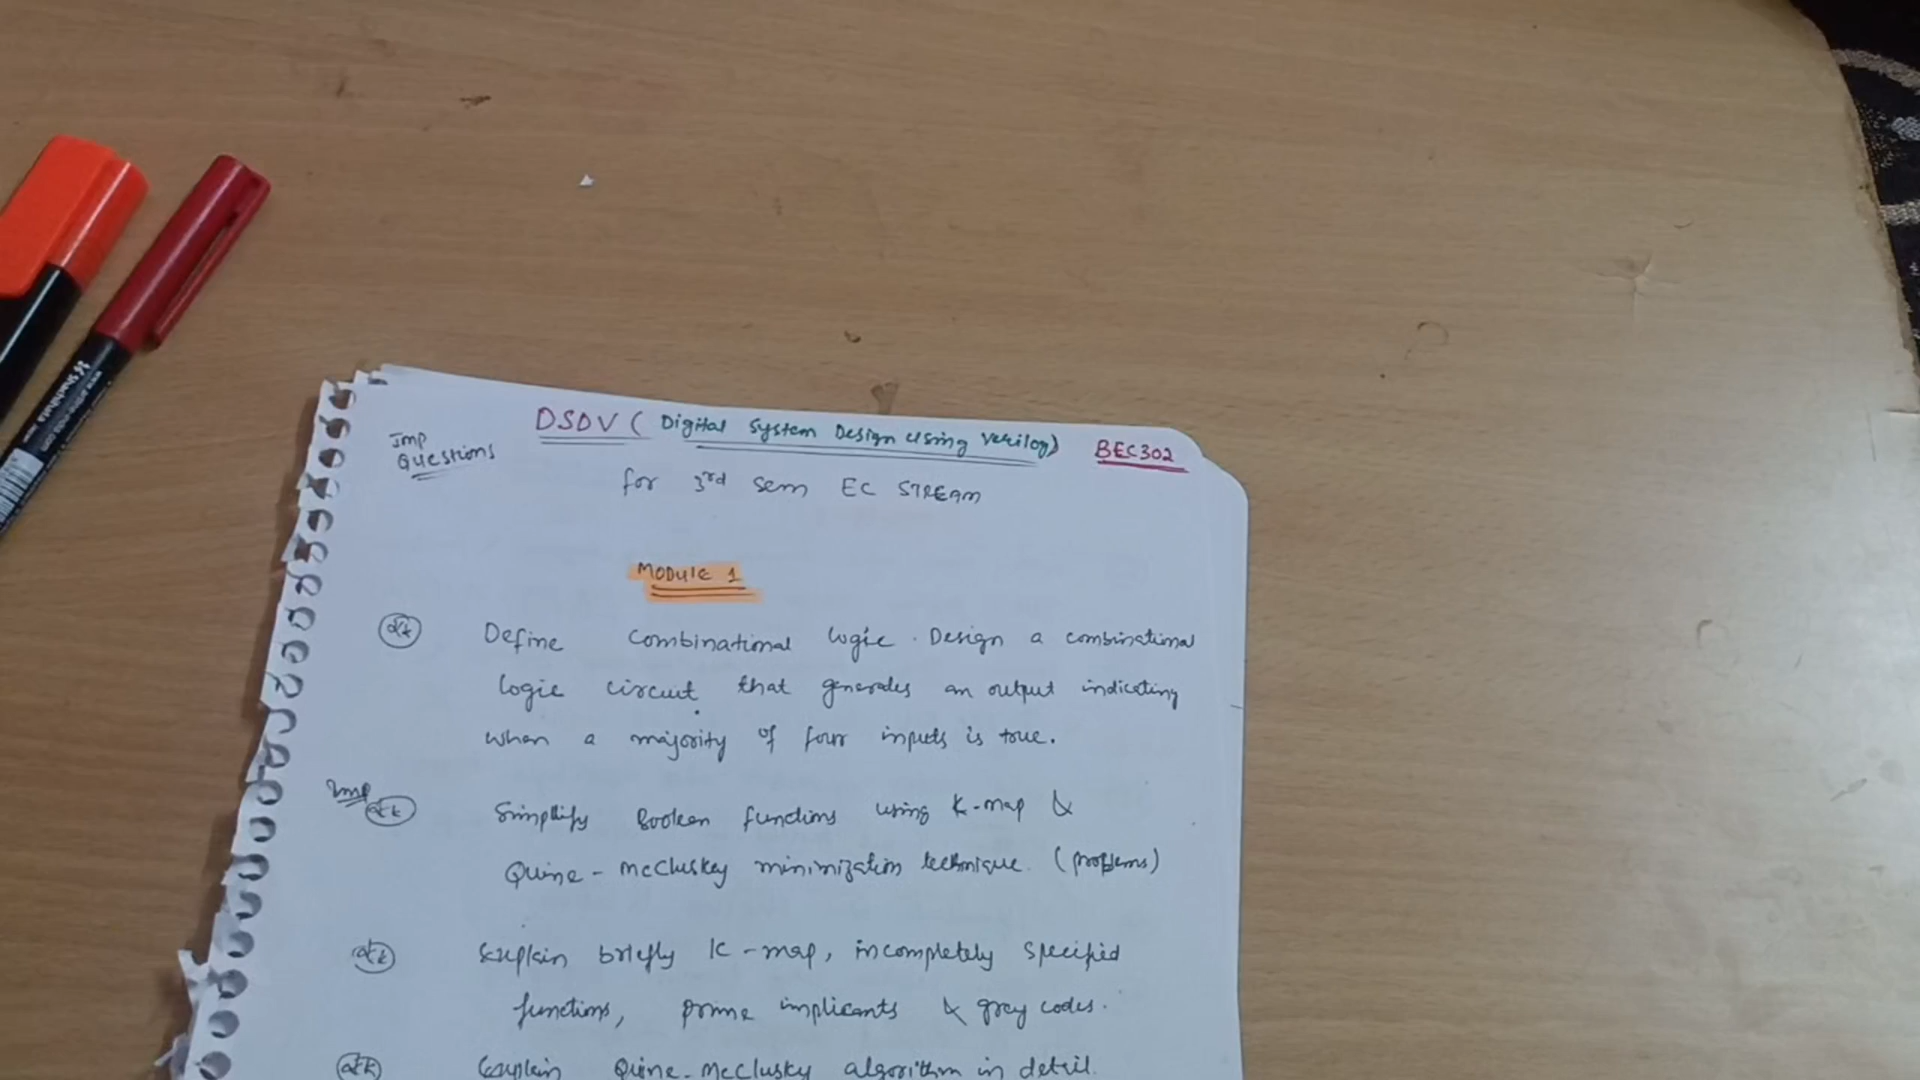 Imp
Questions
DSDV ( Digital System Design using Verilog) BEC302
for 3rd sem EC STREAM
Module 1
Define combinational logic. Design a combinational
logic circuit that generates an output indicating
when a majority of four inputs is true.
Imp
Simplify Boolean functions using K-map &
Quine - McCluskey minimization technique. (problems)
Explain briefly K-map, incompletely specified
functions, prime implicants & gray codes.
Explain Quine-McClusky algorithm in detail.